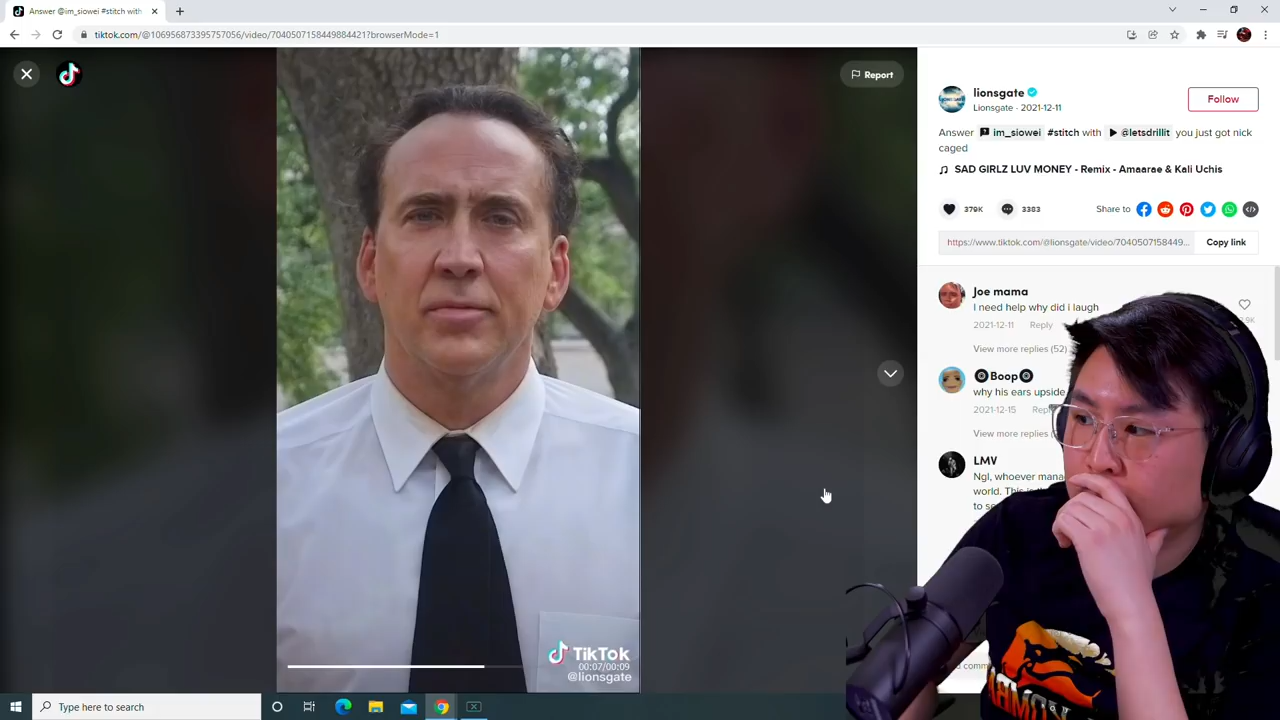 Answer @im_siowei #stitch with
tiktok.com/@106956873395757056/video/7040507158449884421?browserMode=1
Report
lionsgate
Lionsgate · 2021-12-11
Follow
Answer im_siowei #stitch with @letsdrillit you just got nick
caged
SAD GIRLZ LUV MONEY - Remix - Amaarae & Kali Uchis
379K
3383
Share to
https://www.tiktok.com/@lionsgate/video/7040507158449...
Copy link
Joe mama
I need help why did i laugh
2021-12-11 Reply
View more replies (52)
Boop
why his ears upside
2021-12-15
View more replies
LMV
Ngl, whoever
world.
TikTok
00:07/00:09
@lionsgate
Type here to search